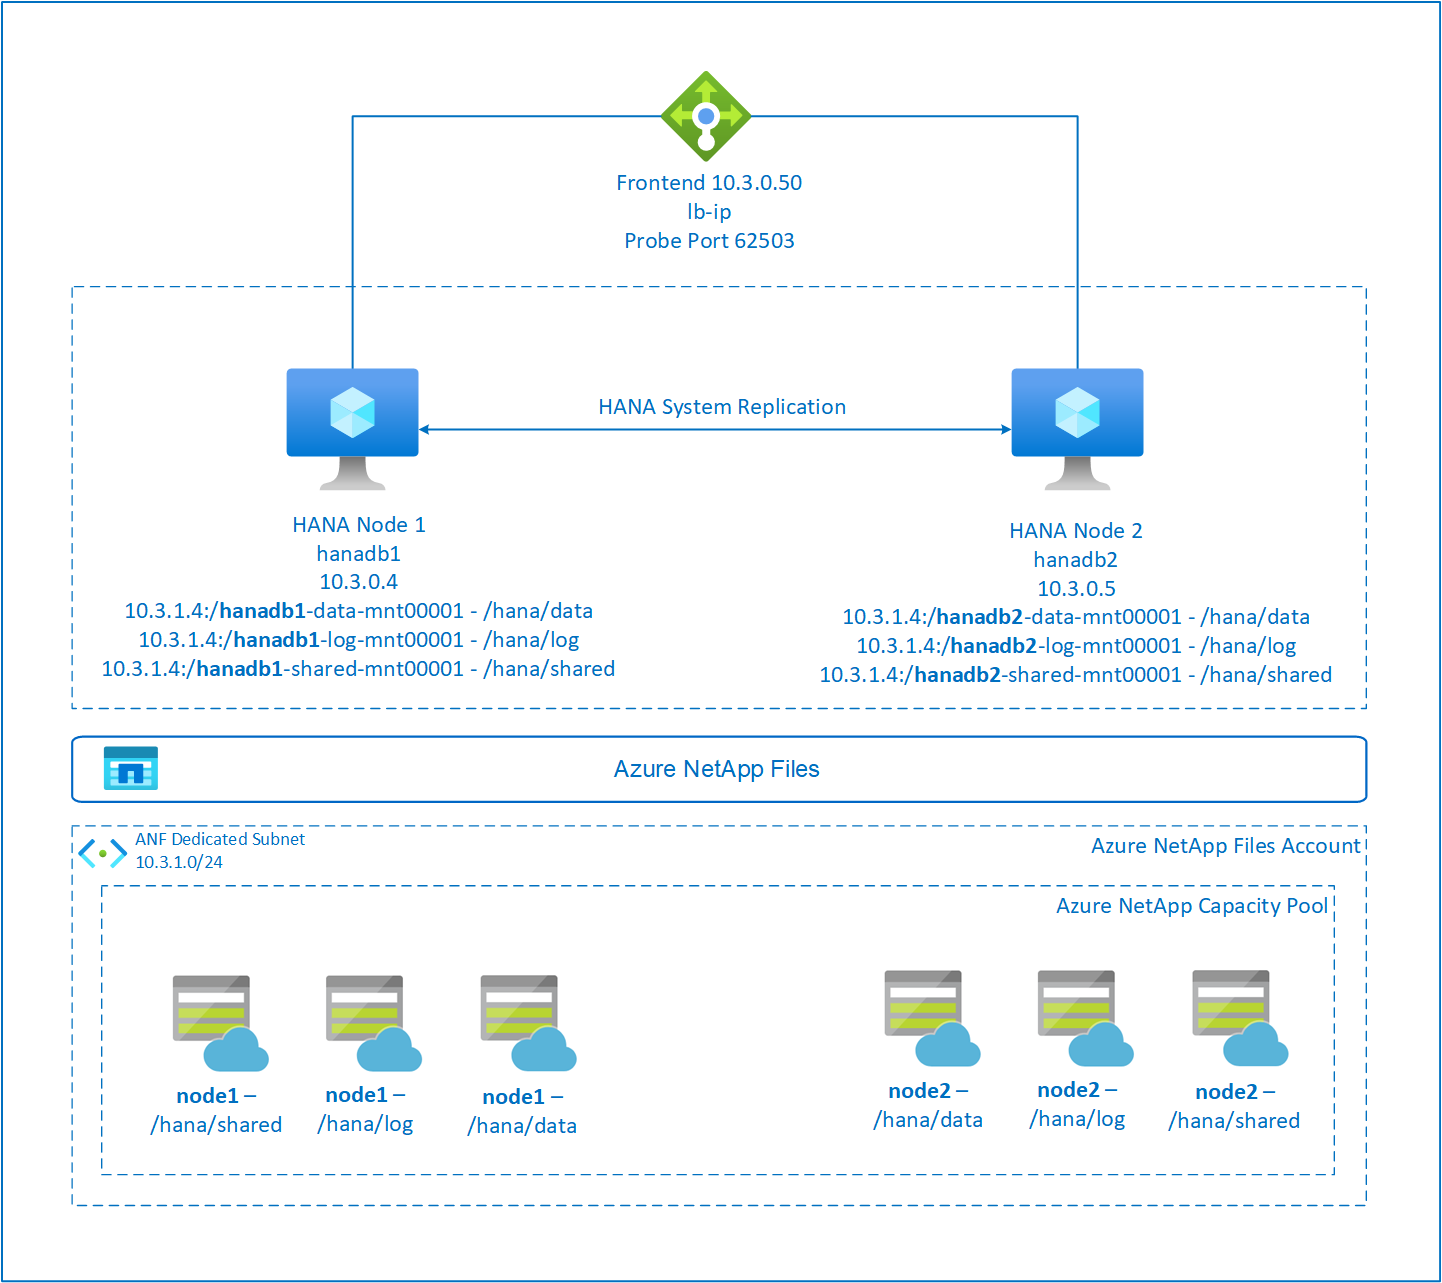 Frontend 10.3.0.50
lb-ip
Probe Port 62503
HANA System Replication
HANA Node 1
hanadb1
10.3.0.4
10.3.1.4:/hanadb1-data-mnt00001 - /hana/data
10.3.1.4:/hanadb1-log-mnt00001 - /hana/log
10.3.1.4:/hanadb1-shared-mnt00001 - /hana/shared
HANA Node 2
hanadb2
10.3.0.5
10.3.1.4:/hanadb2-data-mnt00001 - /hana/data
10.3.1.4:/hanadb2-log-mnt00001 - /hana/log
10.3.1.4:/hanadb2-shared-mnt00001 - /hana/shared
Azure NetApp Files
ANF Dedicated Subnet
10.3.1.0/24
Azure NetApp Files Account
Azure NetApp Capacity Pool
node1 –
/hana/shared
node1 –
/hana/log
node1 –
/hana/data
node2 –
/hana/data
node2 –
/hana/log
node2 –
/hana/shared